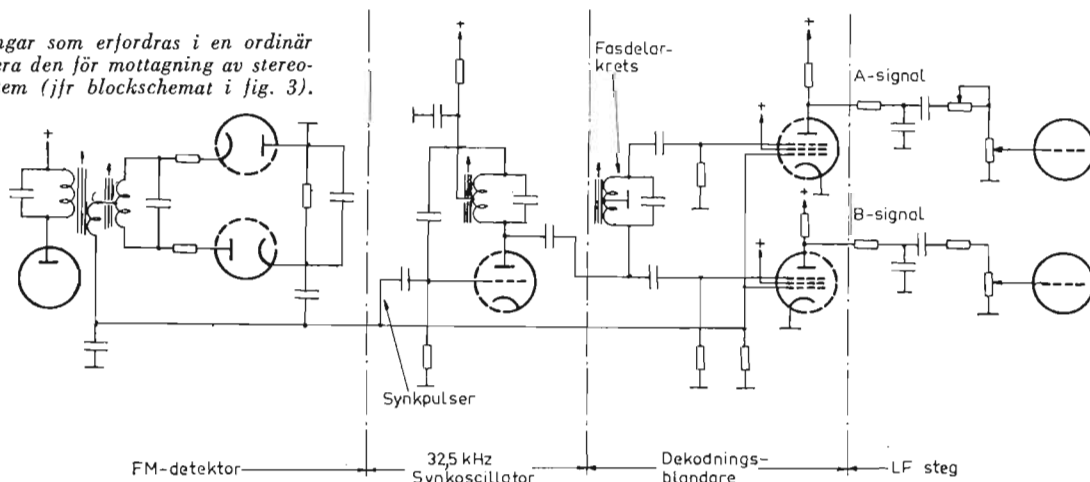 ngar som erfordras i en ordinär
era den för mottagning av stereo-
tem (jfr blockschemat i fig. 3).
Fasdelar-
krets
A-signal
B-signal
Synkpulser
FM-detektor
32,5 kHz
Synkoscillator
Dekodnings-
blandare
LF steg
+
+
+
+
+
+